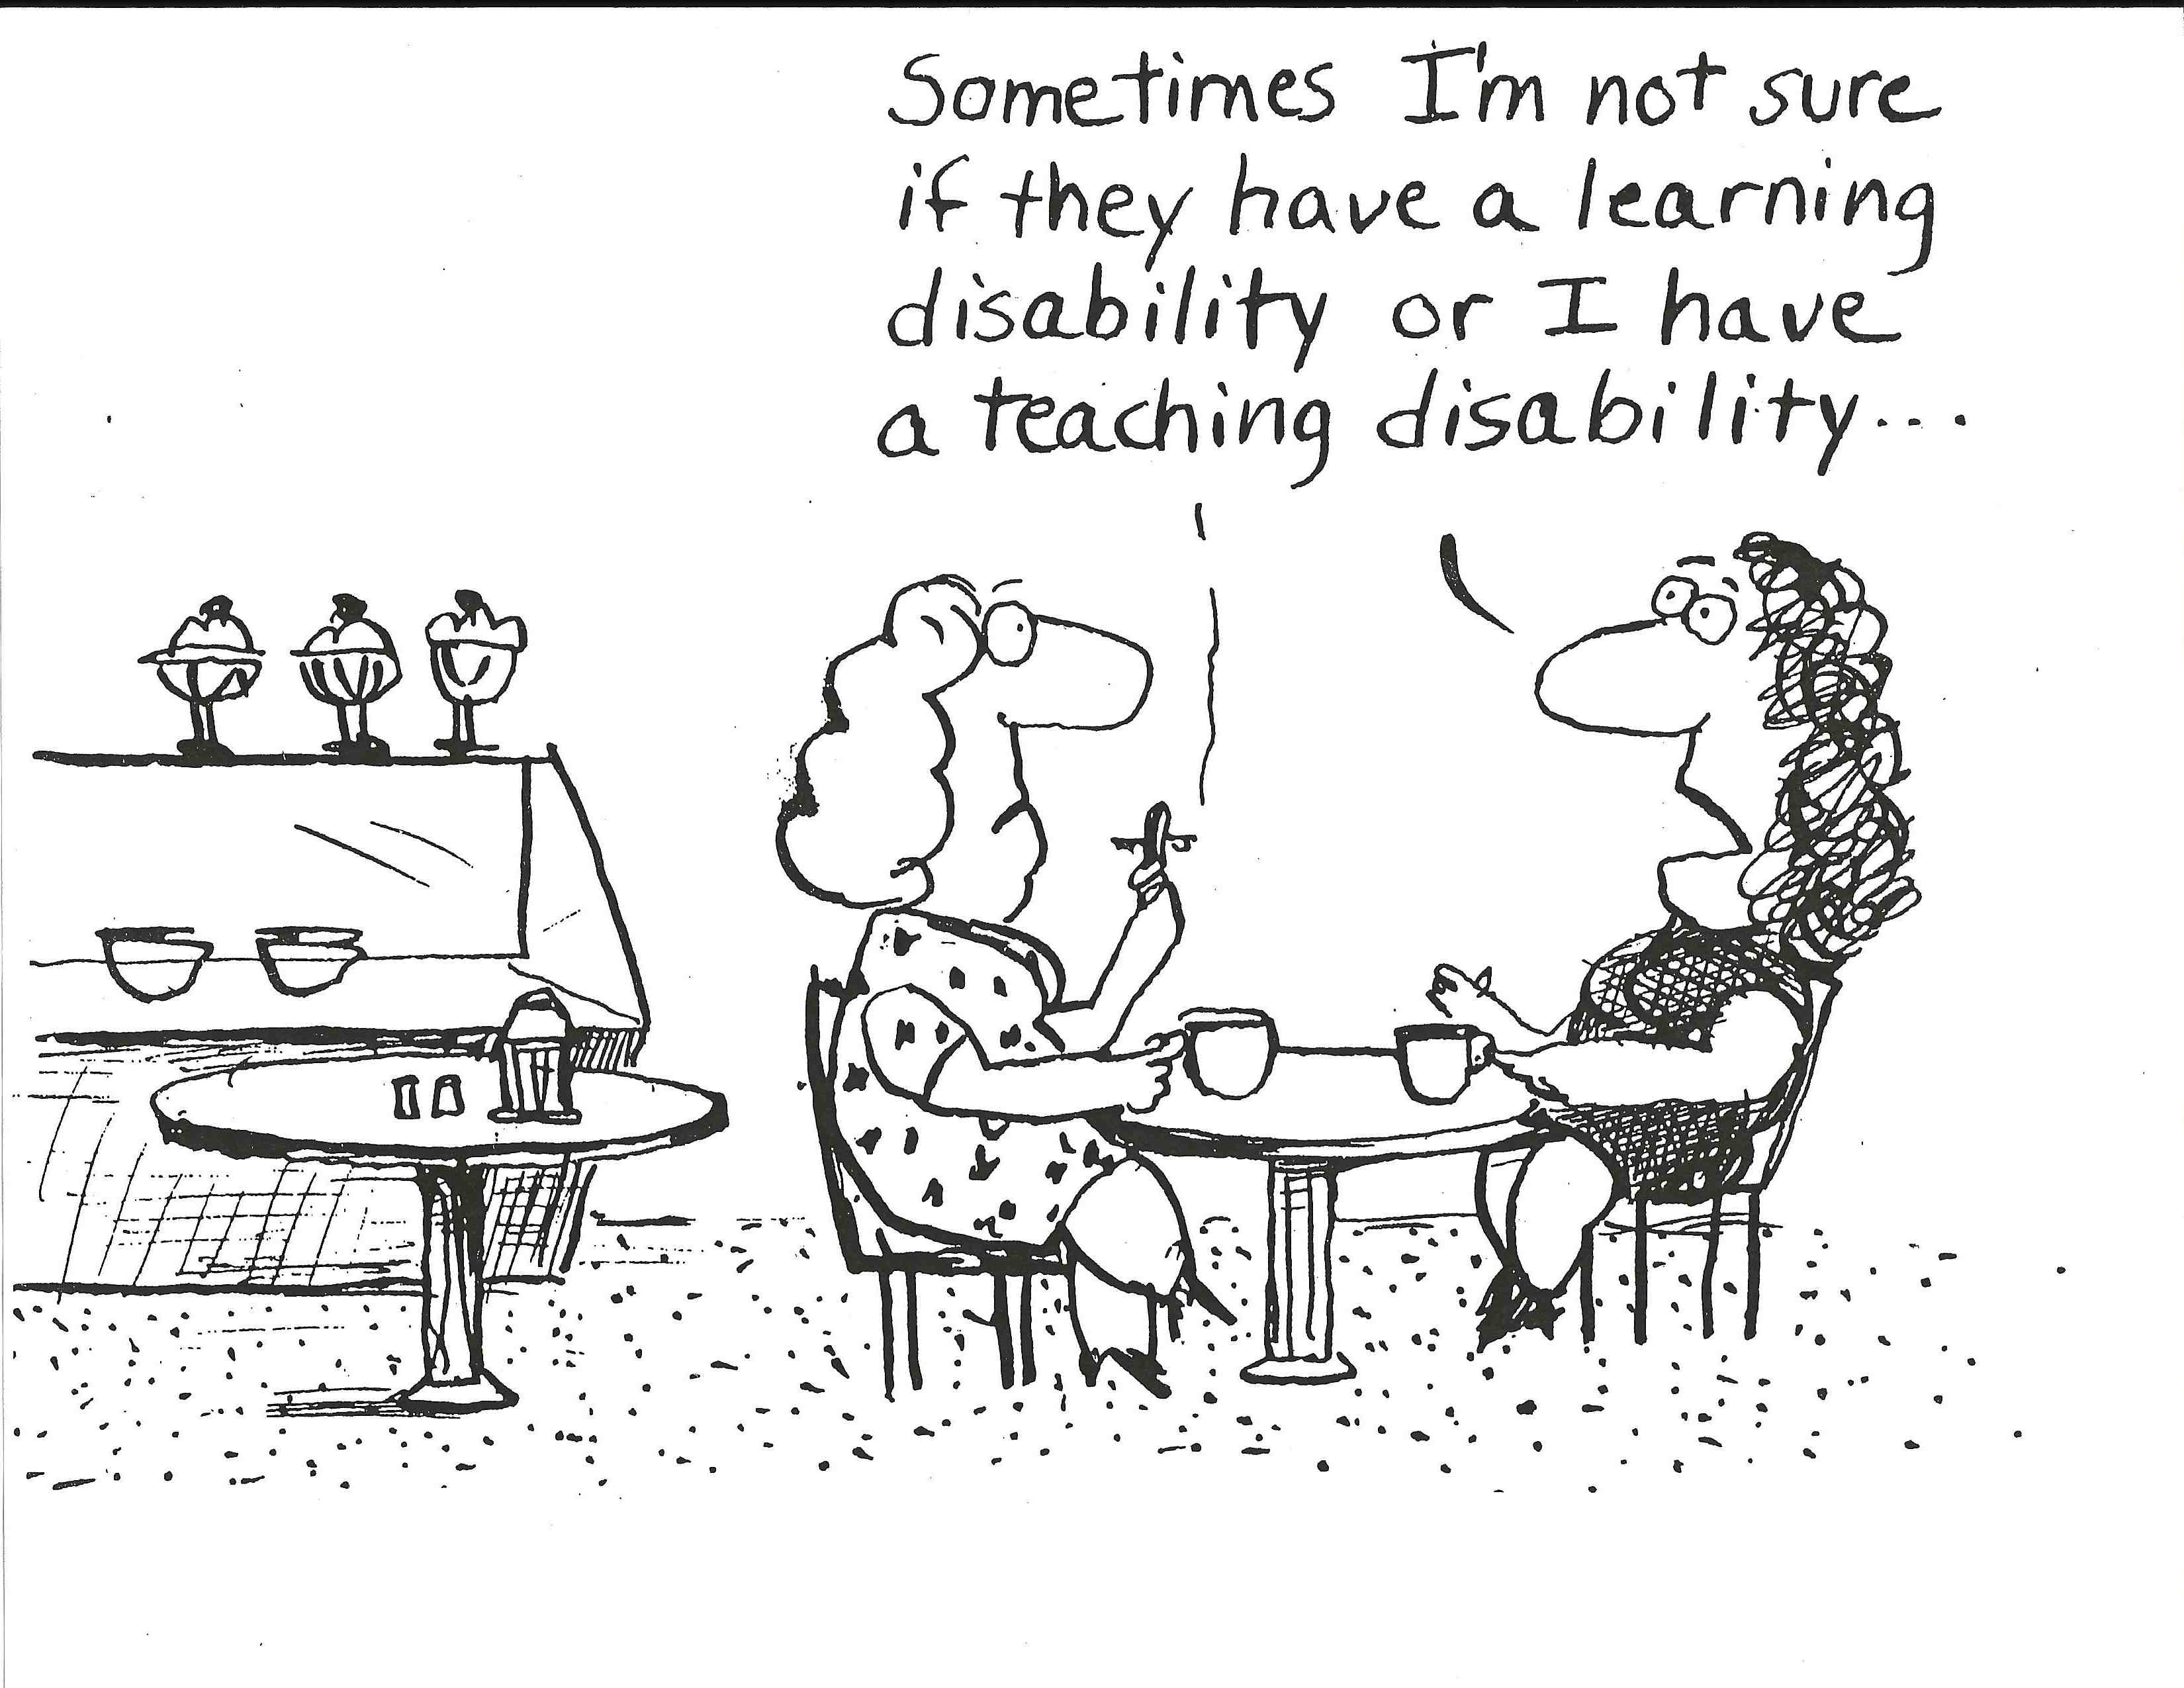 Sometimes I'm not sure
if they have a learning
disability or I have
a teaching disability...